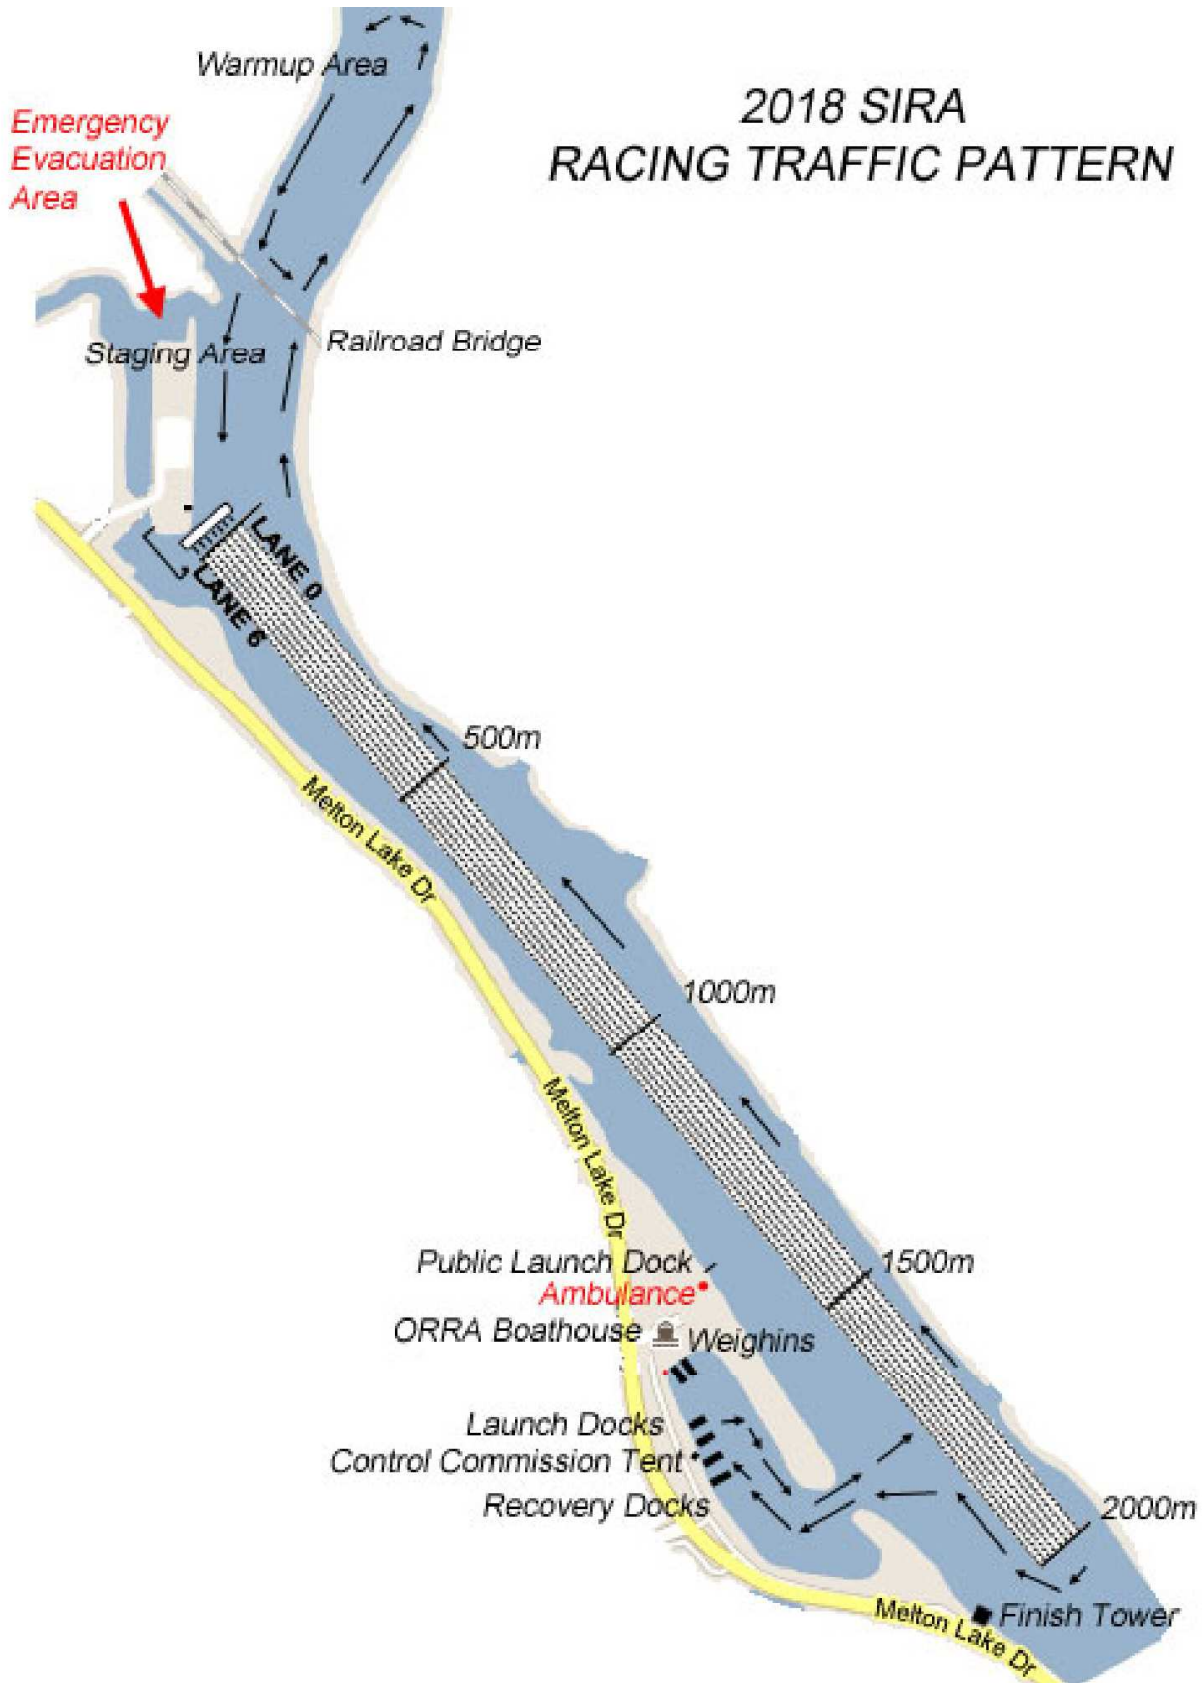 Warmup Area
2018 SIRA
RACING TRAFFIC PATTERN
Emergency
Evacuation
Area
Railroad Bridge
Staging Area
LANE 0
LANE 6
500m
Melton Lake Dr
1000m
Melton Lake Dr
Public Launch Dock
1500m
Ambulance
ORRA Boathouse
Weighins
Launch Docks
Control Commission Tent
Recovery Docks
2000m
Melton Lake Dr
Finish Tower